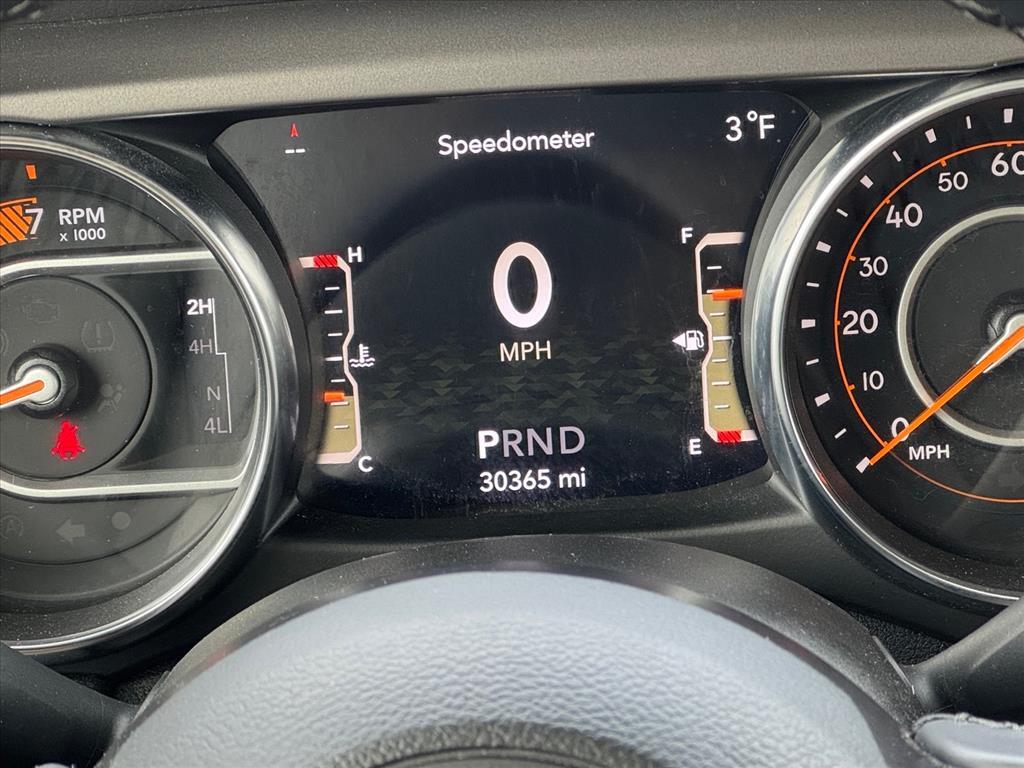 --
Speedometer
3°F
7
RPM
x 1000
H
F
0
MPH
2H
4H
N
4L
C
E
PRND
30365 mi
0
10
20
30
40
50
60
MPH